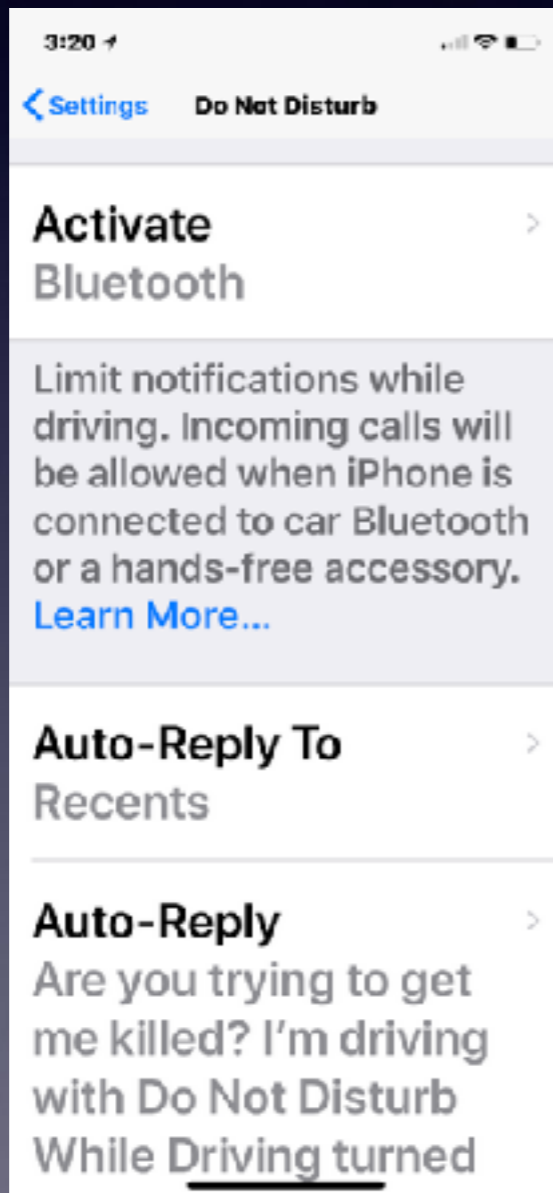 3:20
Settings Do Not Disturb
Activate
Bluetooth
Limit notifications while
driving. Incoming calls will
be allowed when iPhone is
connected to car Bluetooth
or a hands-free accessory.
Learn More...
Auto-Reply To
Recents
Auto-Reply
Are you trying to get
me killed? I'm driving
with Do Not Disturb
While Driving turned